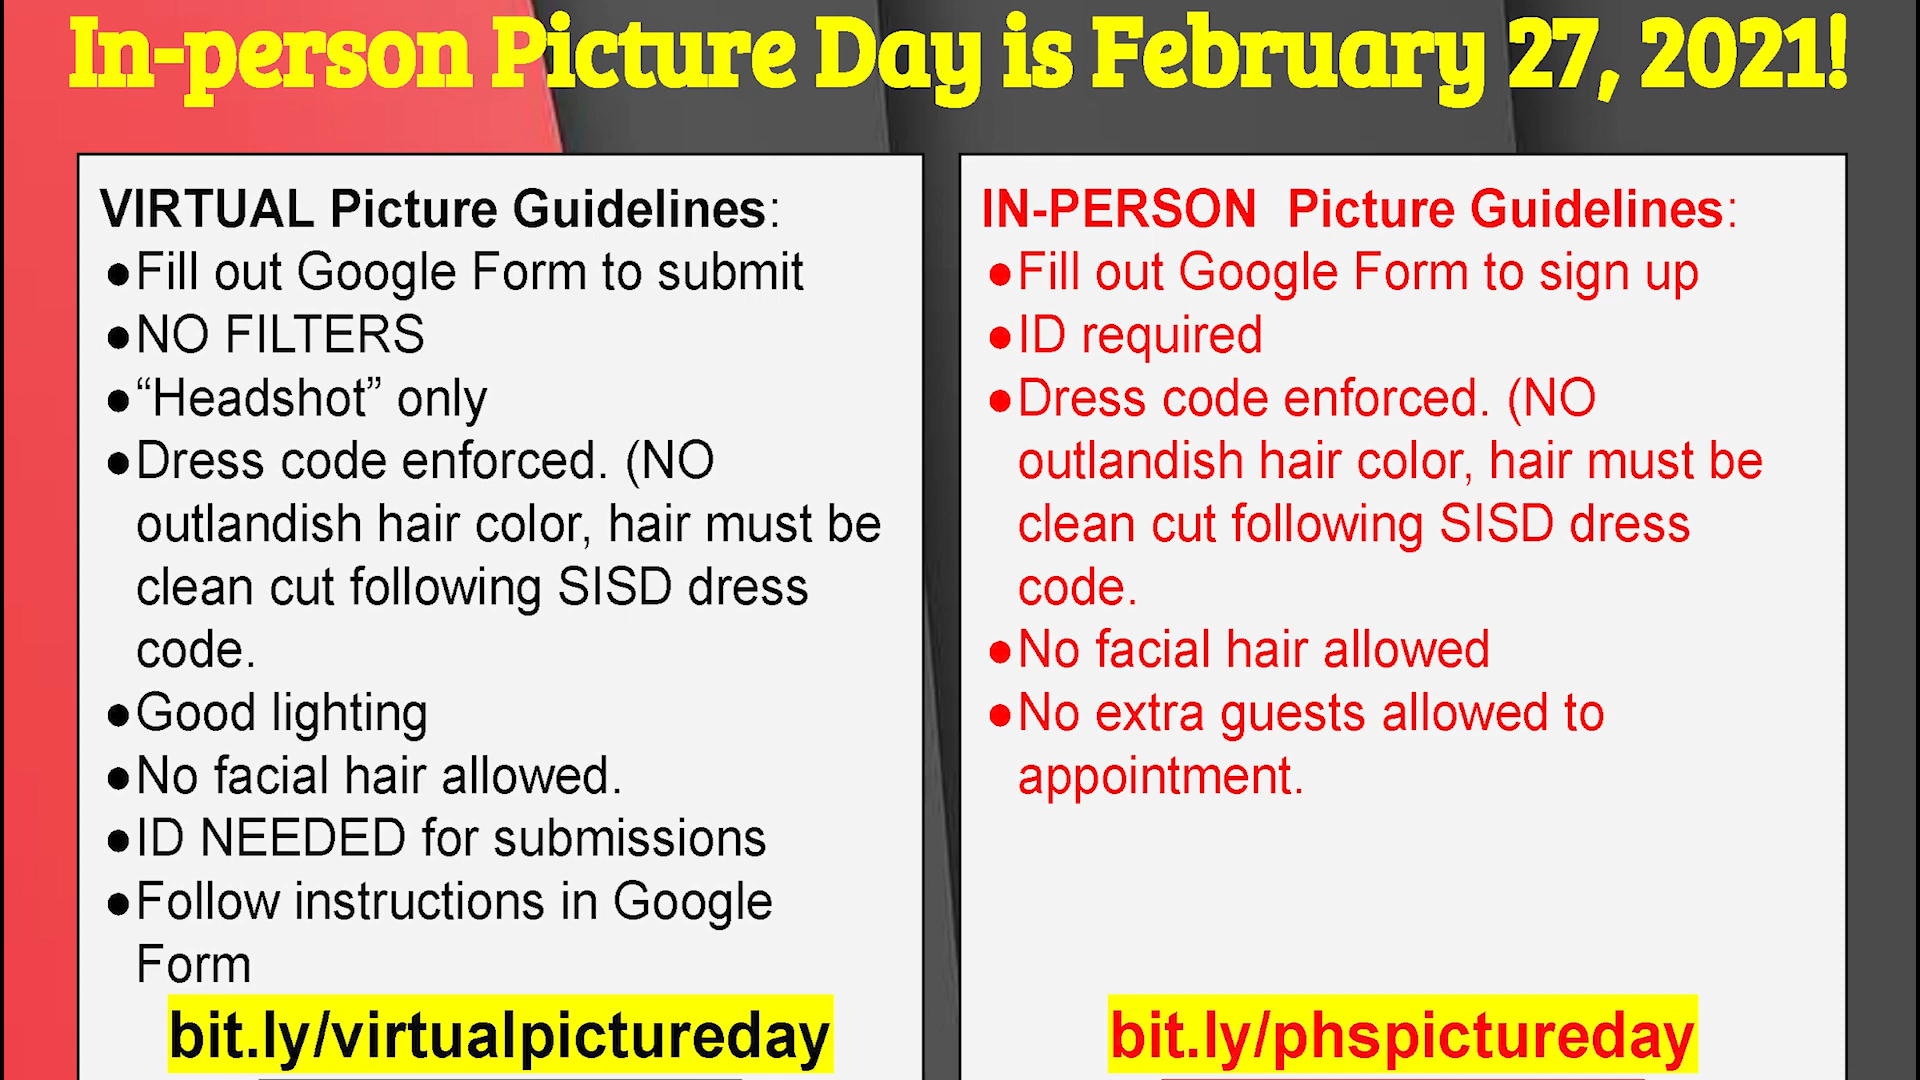 In-person Picture Day is February 27, 2021!
VIRTUAL Picture Guidelines:
●Fill out Google Form to submit
●NO FILTERS
●“Headshot” only
●Dress code enforced. (NO
outlandish hair color, hair must be
clean cut following SISD dress
code.
●Good lighting
●No facial hair allowed.
●ID NEEDED for submissions
●Follow instructions in Google
Form
bit.ly/virtualpictureday
IN-PERSON  Picture Guidelines:
●Fill out Google Form to sign up
●ID required
●Dress code enforced. (NO
outlandish hair color, hair must be
clean cut following SISD dress
code.
●No facial hair allowed
●No extra guests allowed to
appointment.
bit.ly/phspictureday